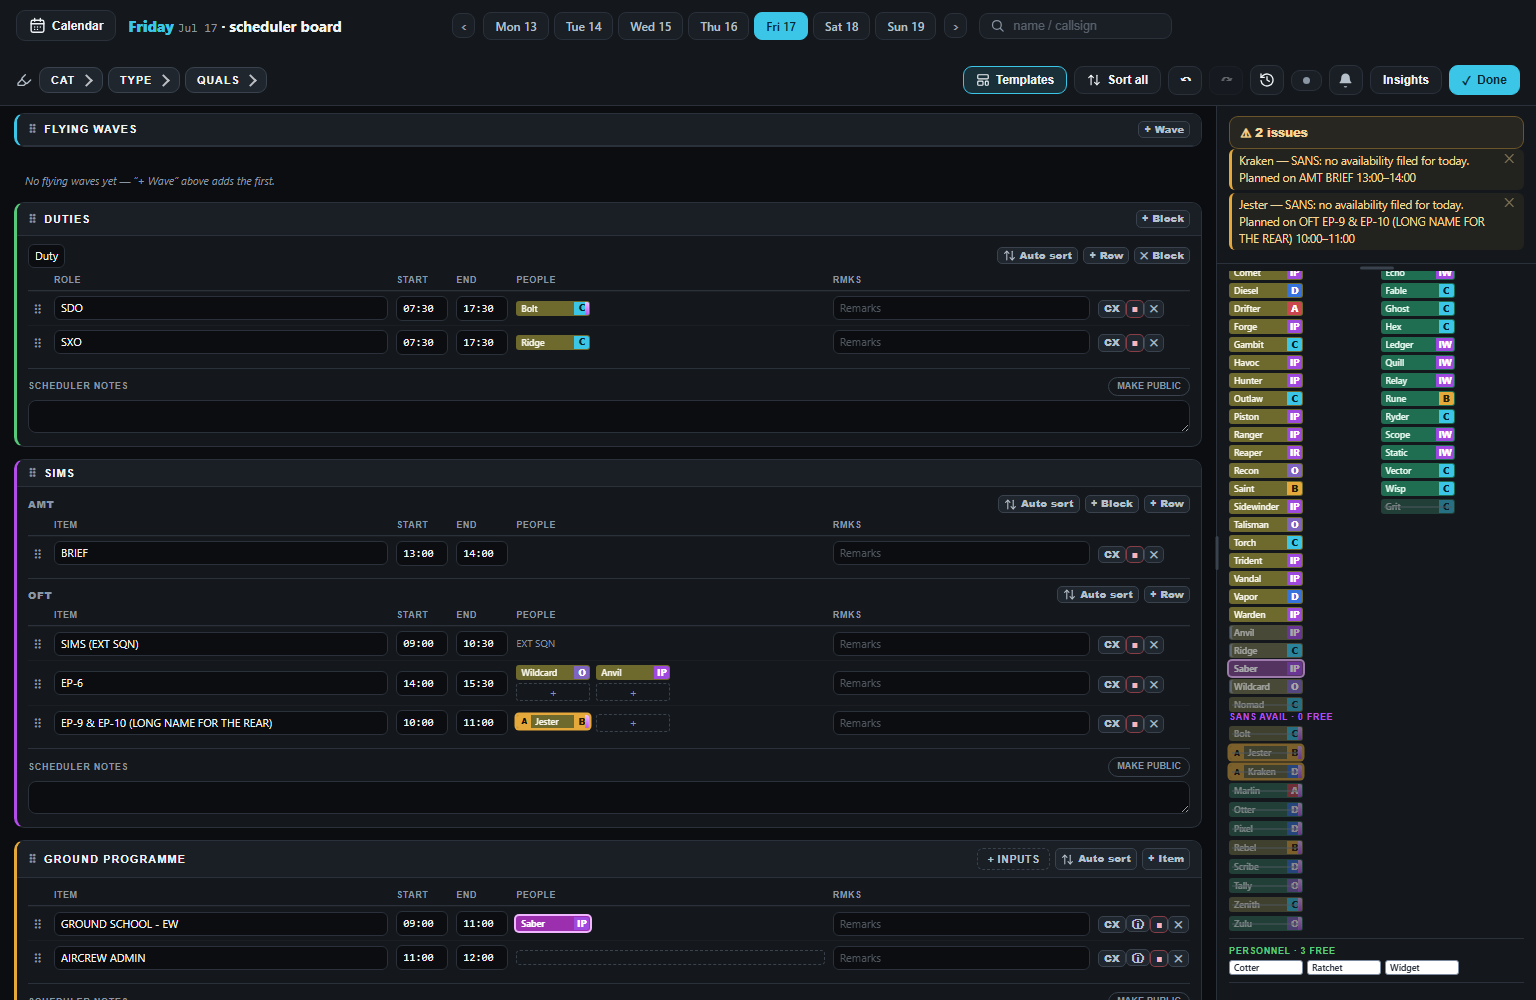 Calendar
Friday Jul 17 · scheduler board
‹ Mon 13 Tue 14 Wed 15 Thu 16 Fri 17 Sat 18 Sun 19 ›
name / callsign
CAT TYPE QUALS
Templates Sort all Insights ✓ Done
FLYING WAVES
+ Wave
No flying waves yet — "+ Wave" above adds the first.
DUTIES
+ Block
Duty
Auto sort + Row × Block
ROLE START END PEOPLE RMKS
SDO 07:30 17:30 Bolt C Remarks CX
SXO 07:30 17:30 Ridge C Remarks CX
SCHEDULER NOTES
MAKE PUBLIC
SIMS
AMT
Auto sort + Block + Row
ITEM START END PEOPLE RMKS
BRIEF 13:00 14:00 Remarks CX
OFT
Auto sort + Row
ITEM START END PEOPLE RMKS
SIMS (EXT SQN) 09:00 10:30 EXT SQN Remarks CX
EP-6 14:00 15:30 Wildcard O Anvil IP + + Remarks CX
EP-9 & EP-10 (LONG NAME FOR THE REAR) 10:00 11:00 A Jester B + Remarks CX
SCHEDULER NOTES
MAKE PUBLIC
GROUND PROGRAMME
+ INPUTS Auto sort + Item
ITEM START END PEOPLE RMKS
GROUND SCHOOL - EW 09:00 11:00 Saber IP Remarks CX
AIRCREW ADMIN 11:00 12:00 Remarks CX
SCHEDULER NOTES
MAKE PUBLIC
⚠ 2 issues
Kraken — SANS: no availability filed for today.
Planned on AMT BRIEF 13:00–14:00
Jester — SANS: no availability filed for today.
Planned on OFT EP-9 & EP-10 (LONG NAME FOR
THE REAR) 10:00–11:00
Comet IP
Diesel D
Drifter A
Forge IP
Gambit C
Havoc IP
Hunter IP
Outlaw C
Piston IP
Ranger IP
Reaper IR
Recon O
Saint B
Sidewinder IP
Talisman O
Torch C
Trident IP
Vandal IP
Vapor D
Warden IP
Anvil IP
Ridge C
Saber IP
Wildcard O
Nomad C
Echo IW
Fable C
Ghost C
Hex C
Ledger IW
Quill IW
Relay IW
Rune B
Ryder C
Scope IW
Static IW
Vector C
Wisp C
Grit C
SANS AVAIL · 0 FREE
Bolt C
A Jester B
A Kraken D
Marlin A
Otter D
Pixel D
Rebel B
Scribe D
Tally O
Zenith C
Zulu O
PERSONNEL · 3 FREE
Cotter Ratchet Widget